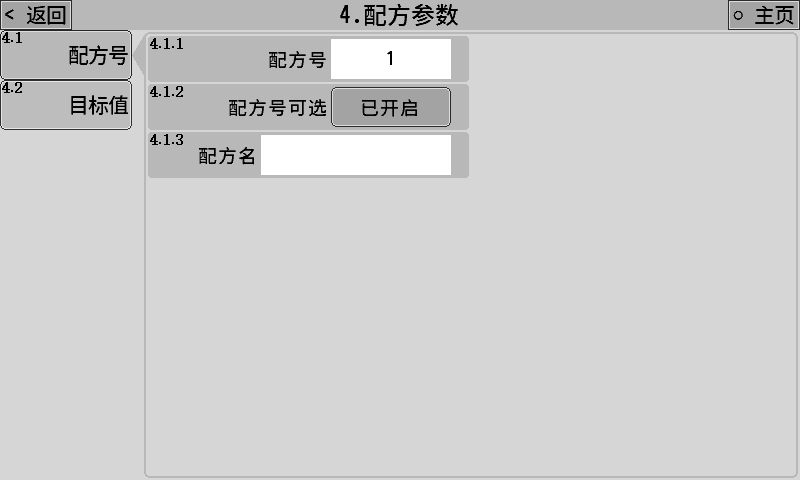 < 返回
4.配方参数
○ 主页
4.1
配方号
4.2
目标值
4.1.1
配方号
1
4.1.2
配方号可选
已开启
4.1.3
配方名